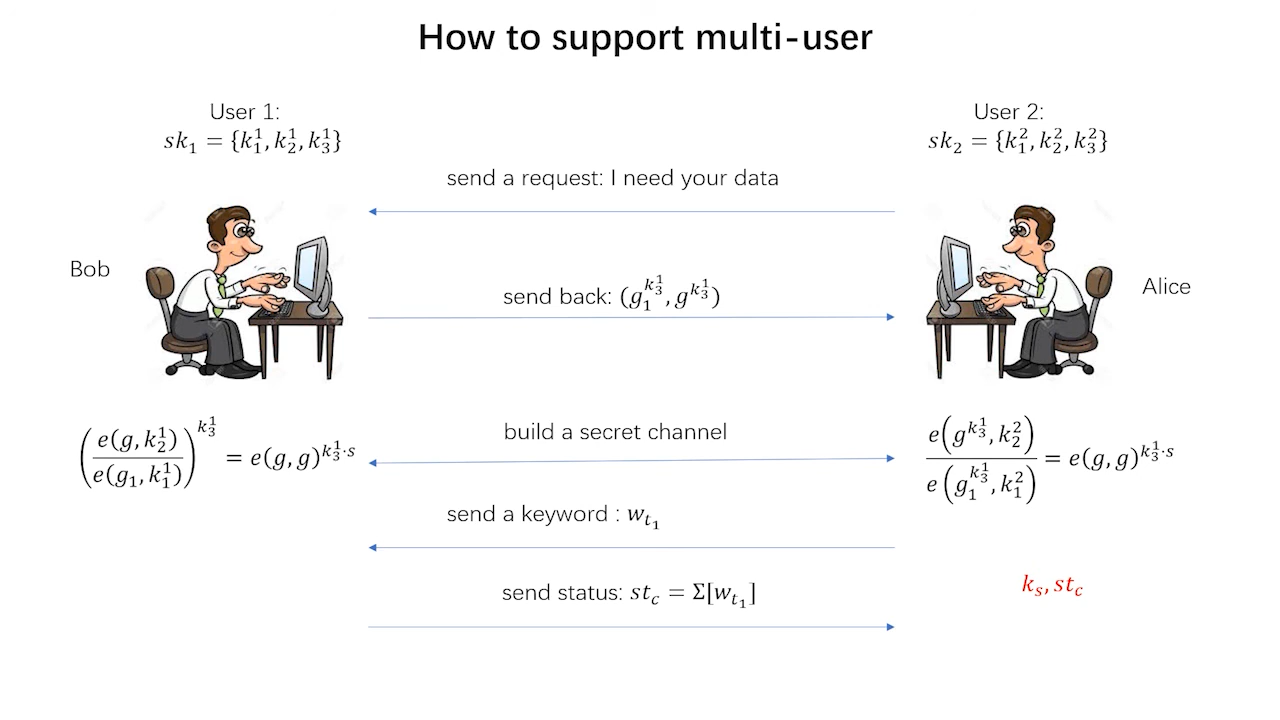 How to support multi-user
User 1:
sk₁ = {k₁¹, k₂¹, k₃¹}
User 2:
sk₂ = {k₁², k₂², k₃²}
send a request: I need your data
Bob
send back: (g₁^{k₃¹}, g^{k₃¹})
Alice
(e(g, k₂¹) / e(g₁, k₁¹))^{k₃¹} = e(g, g)^{k₃¹·s}
build a secret channel
e(g^{k₃¹}, k₂²) / e(g₁^{k₃¹}, k₁²) = e(g, g)^{k₃¹·s}
send a keyword : w_{t₁}
send status: st_c = Σ[w_{t₁}]
k_s, st_c